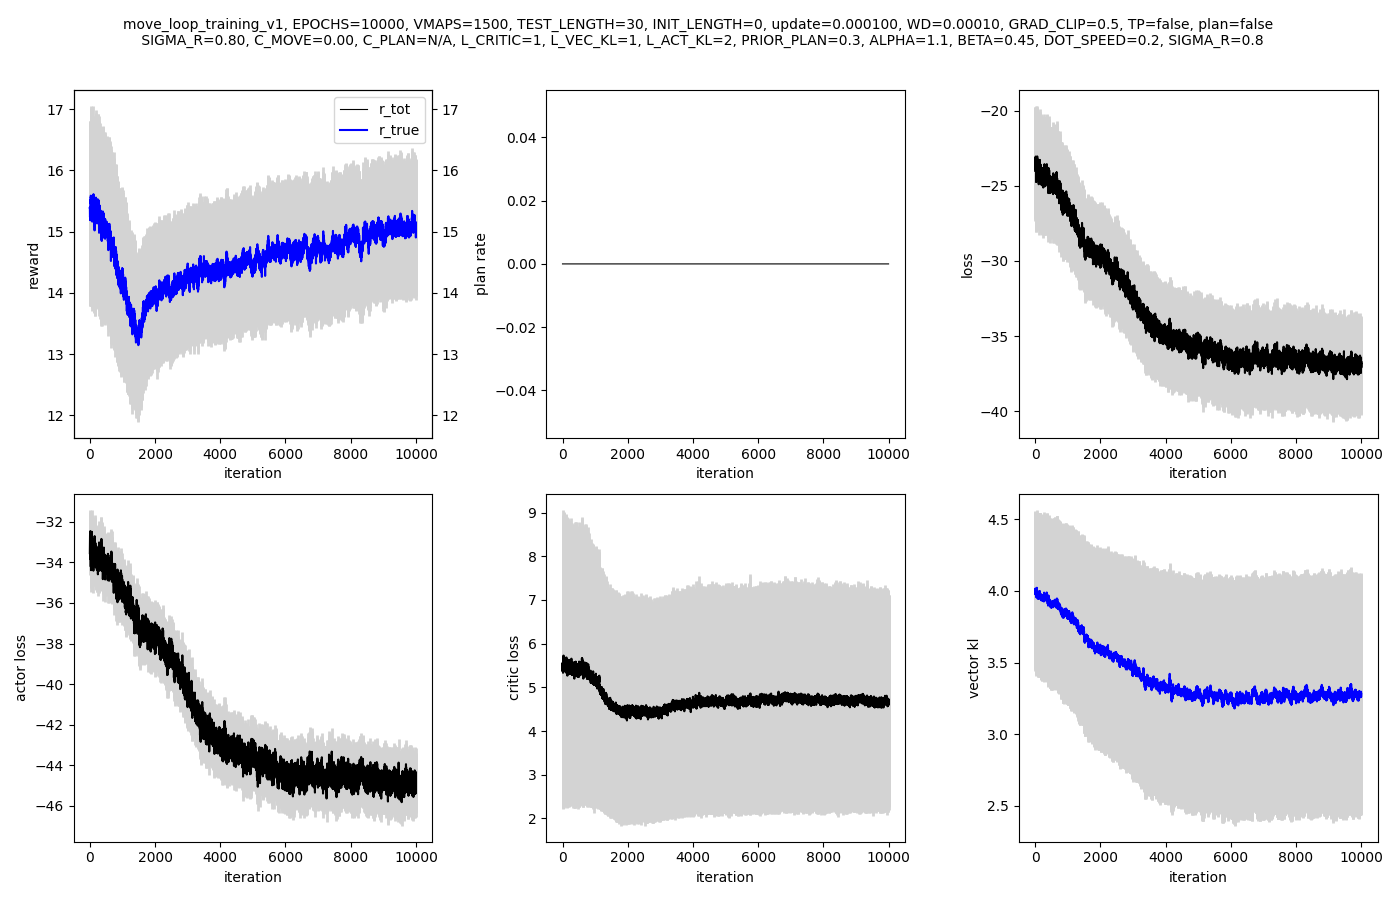 move_loop_training_v1, EPOCHS=10000, VMAPS=1500, TEST_LENGTH=30, INIT_LENGTH=0, update=0.000100, WD=0.00010, GRAD_CLIP=0.5, TP=false, plan=false
SIGMA_R=0.80, C_MOVE=0.00, C_PLAN=N/A, L_CRITIC=1, L_VEC_KL=1, L_ACT_KL=2, PRIOR_PLAN=0.3, ALPHA=1.1, BETA=0.45, DOT_SPEED=0.2, SIGMA_R=0.8
r_tot
r_true
reward
17
16
15
14
13
12
17
16
15
14
13
12
0 2000 4000 6000 8000 10000
iteration
plan rate
0.04
0.02
0.00
−0.02
−0.04
0 2000 4000 6000 8000 10000
iteration
loss
−20
−25
−30
−35
−40
0 2000 4000 6000 8000 10000
iteration
actor loss
−32
−34
−36
−38
−40
−42
−44
−46
0 2000 4000 6000 8000 10000
iteration
critic loss
9
8
7
6
5
4
3
2
0 2000 4000 6000 8000 10000
iteration
vector kl
4.5
4.0
3.5
3.0
2.5
0 2000 4000 6000 8000 10000
iteration